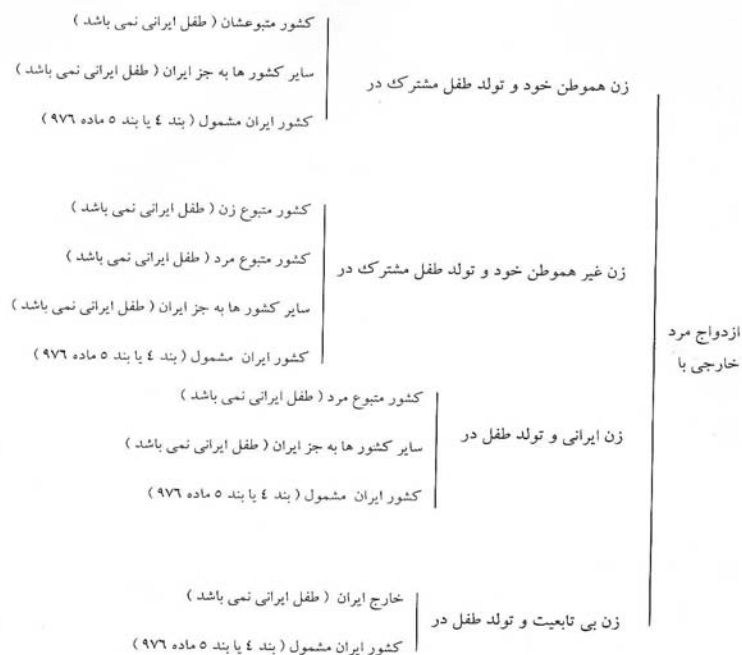 ازدواج مرد
خارجی با
زن هموطن خود و تولد طفل مشترک در
کشور متبوعشان ( طفل ایرانی نمی باشد )
سایر کشور ها به جز ایران ( طفل ایرانی نمی باشد )
کشور ایران مشمول ( بند ٤ یا بند ٥ ماده ٩٧٦ )
زن غیر هموطن خود و تولد طفل مشترک در
کشور متبوع زن ( طفل ایرانی نمی باشد )
کشور متبوع مرد ( طفل ایرانی نمی باشد )
سایر کشور ها به جز ایران ( طفل ایرانی نمی باشد )
کشور ایران مشمول ( بند ٤ یا بند ٥ ماده ٩٧٦ )
زن ایرانی و تولد طفل در
کشور متبوع مرد ( طفل ایرانی نمی باشد )
سایر کشور ها به جز ایران ( طفل ایرانی نمی باشد )
کشور ایران مشمول ( بند ٤ یا بند ٥ ماده ٩٧٦ )
زن بی تابعیت و تولد طفل در
خارج ایران ( طفل ایرانی نمی باشد )
کشور ایران مشمول ( بند ٤ یا بند ٥ ماده ٩٧٦ )